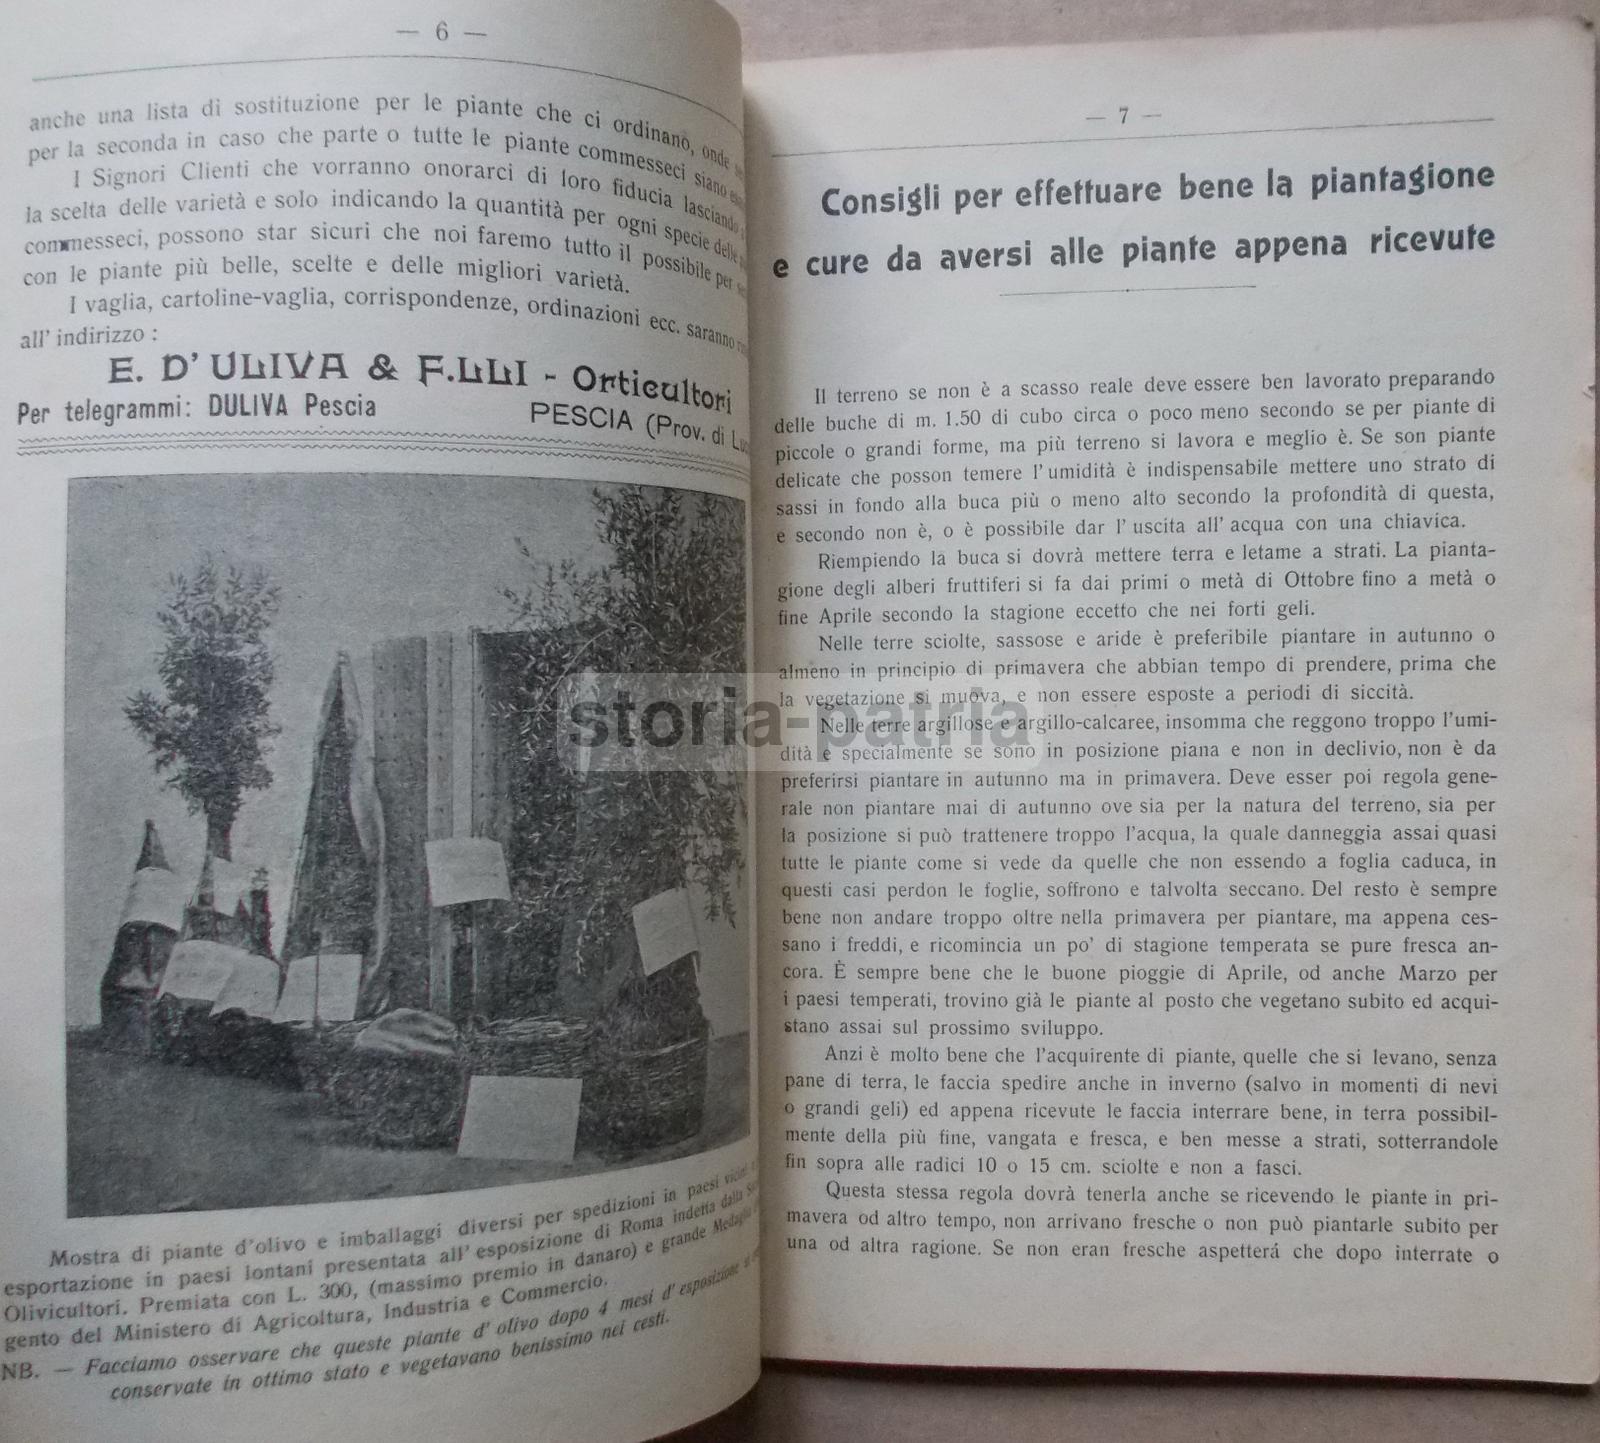 — 6 —
anche una lista di sostituzione per le piante che ci ordinano, onde
per la seconda in caso che parte o tutte le piante commesseci siano
I Signori Clienti che vorranno onorarci di loro fiducia lasciando
la scelta delle varietà e solo indicando la quantità per ogni specie delle
commesseci, possono star sicuri che noi faremo tutto il possibile per
con le piante più belle, scelte e delle migliori varietà.
I vaglia, cartoline-vaglia, corrispondenze, ordinazioni ecc. saranno
all' indirizzo :
E. D' ULIVA & F.LLI - Orticultori
Per telegrammi: DULIVA Pescia
PESCIA (Prov. di
Mostra di piante d'olivo e imballaggi diversi per spedizioni in paesi vicini
esportazione in paesi lontani presentata all' esposizione di Roma indetta dalla
Olivicultori. Premiata con L. 300, (massimo premio in danaro) e grande Medaglia
gento del Ministero di Agricoltura, Industria e Commercio.
NB. — Facciamo osservare che queste piante d' olivo dopo 4 mesi d' esposizione si
conservate in ottimo stato e vegetavano benissimo nei cesti.
— 7 —
Consigli per effettuare bene la piantagione
e cure da aversi alle piante appena ricevute
Il terreno se non è a scasso reale deve essere ben lavorato preparando
delle buche di m. 1.50 di cubo circa o poco meno secondo se per piante di
piccole o grandi forme, ma più terreno si lavora e meglio è. Se son piante
delicate che posson temere l' umidità è indispensabile mettere uno strato di
sassi in fondo alla buca più o meno alto secondo la profondità di questa,
e secondo non è, o è possibile dar l' uscita all' acqua con una chiavica.
Riempiendo la buca si dovrà mettere terra e letame a strati. La pianta-
gione degli alberi fruttiferi si fa dai primi o metà di Ottobre fino a metà o
fine Aprile secondo la stagione eccetto che nei forti geli.
Nelle terre sciolte, sassose e aride è preferibile piantare in autunno o
almeno in principio di primavera che abbian tempo di prendere, prima che
la vegetazione si muova, e non essere esposte a periodi di siccità.
Nelle terre argillose e argillo-calcaree, insomma che reggono troppo l'umi-
dità e specialmente se sono in posizione piana e non in declivio, non è da
preferirsi piantare in autunno ma in primavera. Deve esser poi regola gene-
rale non piantare mai di autunno ove sia per la natura del terreno, sia per
la posizione si può trattenere troppo l'acqua, la quale danneggia assai quasi
tutte le piante come si vede da quelle che non essendo a foglia caduca, in
questi casi perdon le foglie, soffrono e talvolta seccano. Del resto è sempre
bene non andare troppo oltre nella primavera per piantare, ma appena ces-
sano i freddi, e ricomincia un po' di stagione temperata se pure fresca an-
cora. È sempre bene che le buone pioggie di Aprile, od anche Marzo per
i paesi temperati, trovino già le piante al posto che vegetano subito ed acqui-
stano assai sul prossimo sviluppo.
Anzi è molto bene che l'acquirente di piante, quelle che si levano, senza
pane di terra, le faccia spedire anche in inverno (salvo in momenti di nevi
o grandi geli) ed appena ricevute le faccia interrare bene, in terra possibil-
mente della più fine, vangata e fresca, e ben messe a strati, sotterrandole
fin sopra alle radici 10 o 15 cm. sciolte e non a fasci.
Questa stessa regola dovrà tenerla anche se ricevendo le piante in pri-
mavera od altro tempo, non arrivano fresche o non può piantarle subito per
una od altra ragione. Se non eran fresche aspetterá che dopo interrate o
storia-patria